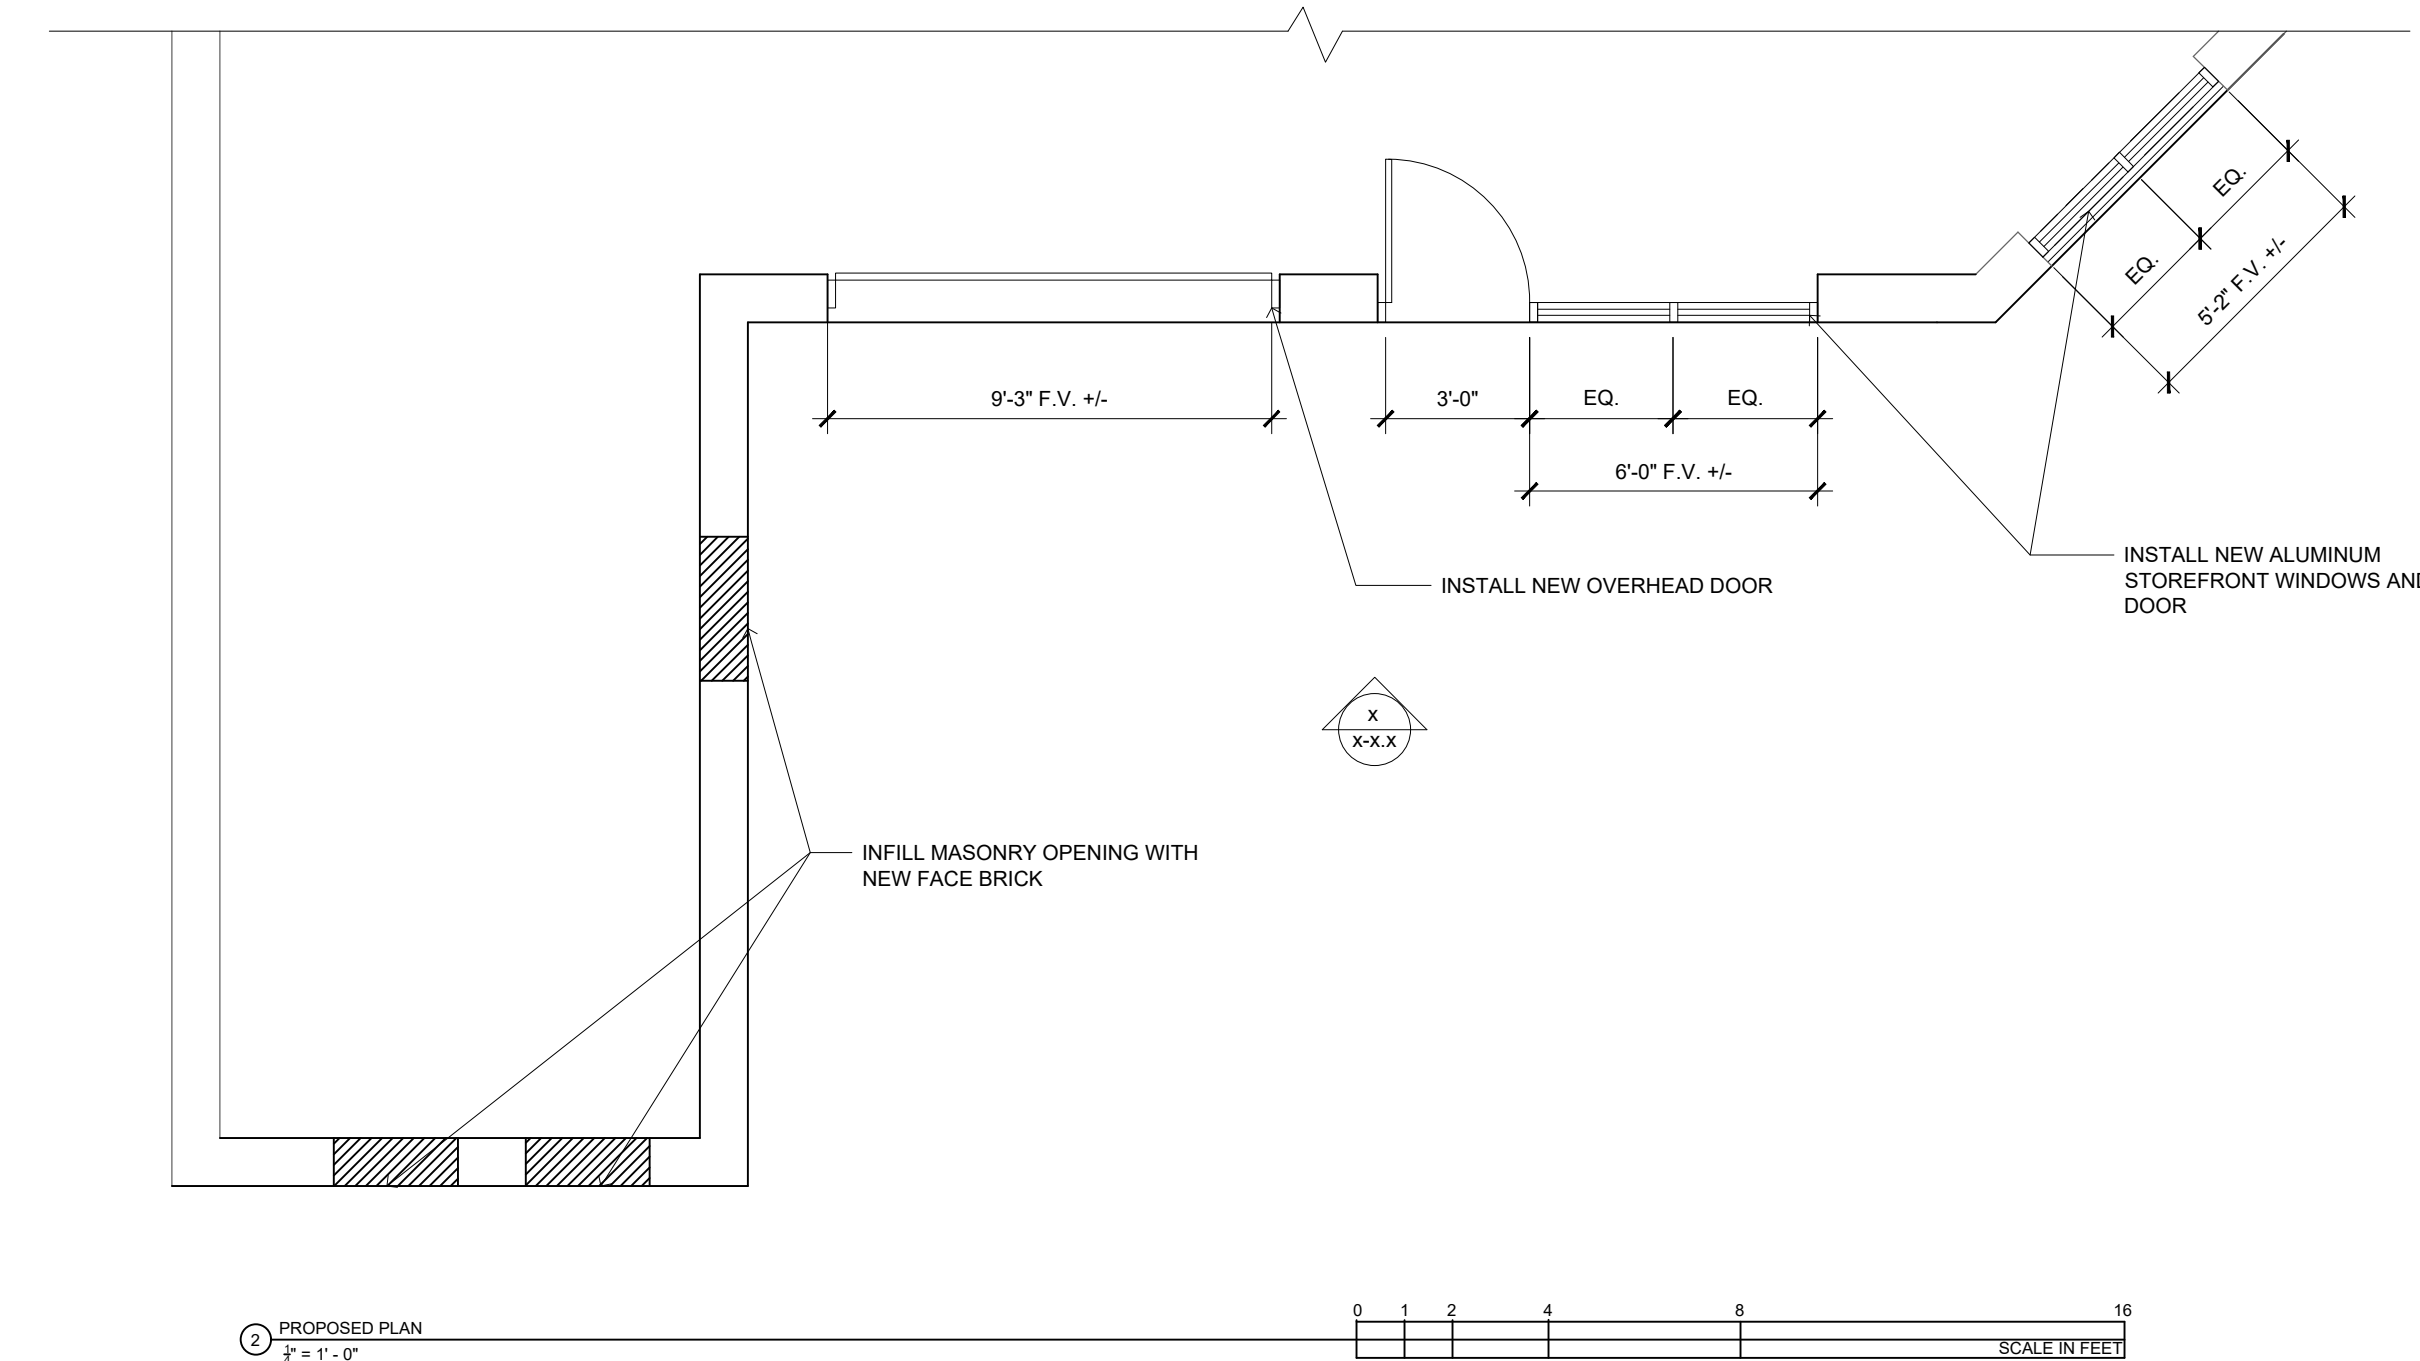 EQ.
EQ.
5'-2" F.V. +/-
9'-3" F.V. +/-
3'-0"
EQ.
EQ.
6'-0" F.V. +/-
INSTALL NEW OVERHEAD DOOR
INSTALL NEW ALUMINUM
STOREFRONT WINDOWS AND
DOOR
x
x-x.x
INFILL MASONRY OPENING WITH
NEW FACE BRICK
2
PROPOSED PLAN
1/4" = 1' - 0"
0 1 2 4 8 16
SCALE IN FEET